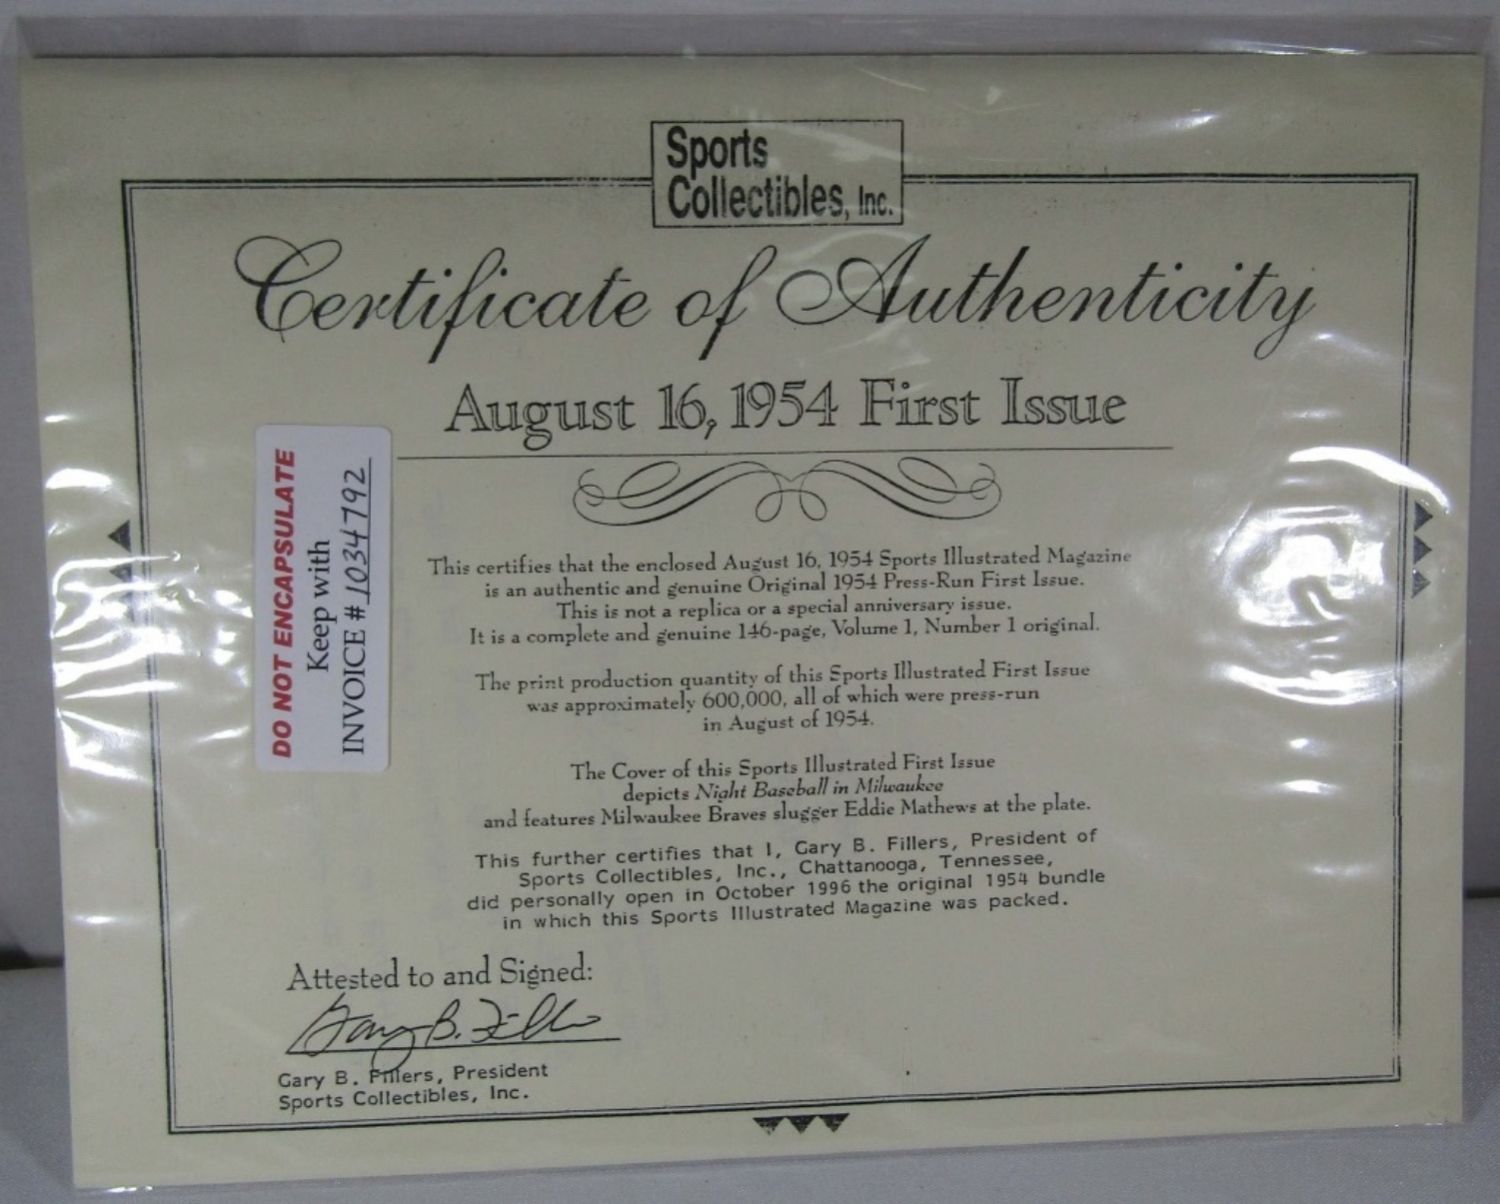 Sports
Collectibles, Inc.
Certificate of Authenticity
August 16, 1954 First Issue
DO NOT ENCAPSULATE
Keep with
INVOICE # 1034792
This certifies that the enclosed August 16, 1954 Sports Illustrated Magazine
is an authentic and genuine Original 1954 Press-Run First Issue.
This is not a replica or a special anniversary issue.
It is a complete and genuine 146-page, Volume 1, Number 1 original.
The print production quantity of this Sports Illustrated First Issue
was approximately 600,000, all of which were press-run
in August of 1954.
The Cover of this Sports Illustrated First Issue
depicts Night Baseball in Milwaukee
and features Milwaukee Braves slugger Eddie Mathews at the plate.
This further certifies that I, Gary B. Fillers, President of
Sports Collectibles, Inc., Chattanooga, Tennessee,
did personally open in October 1996 the original 1954 bundle
in which this Sports Illustrated Magazine was packed.
Attested to and Signed:
Gary B. Fillers
Gary B. Fillers, President
Sports Collectibles, Inc.